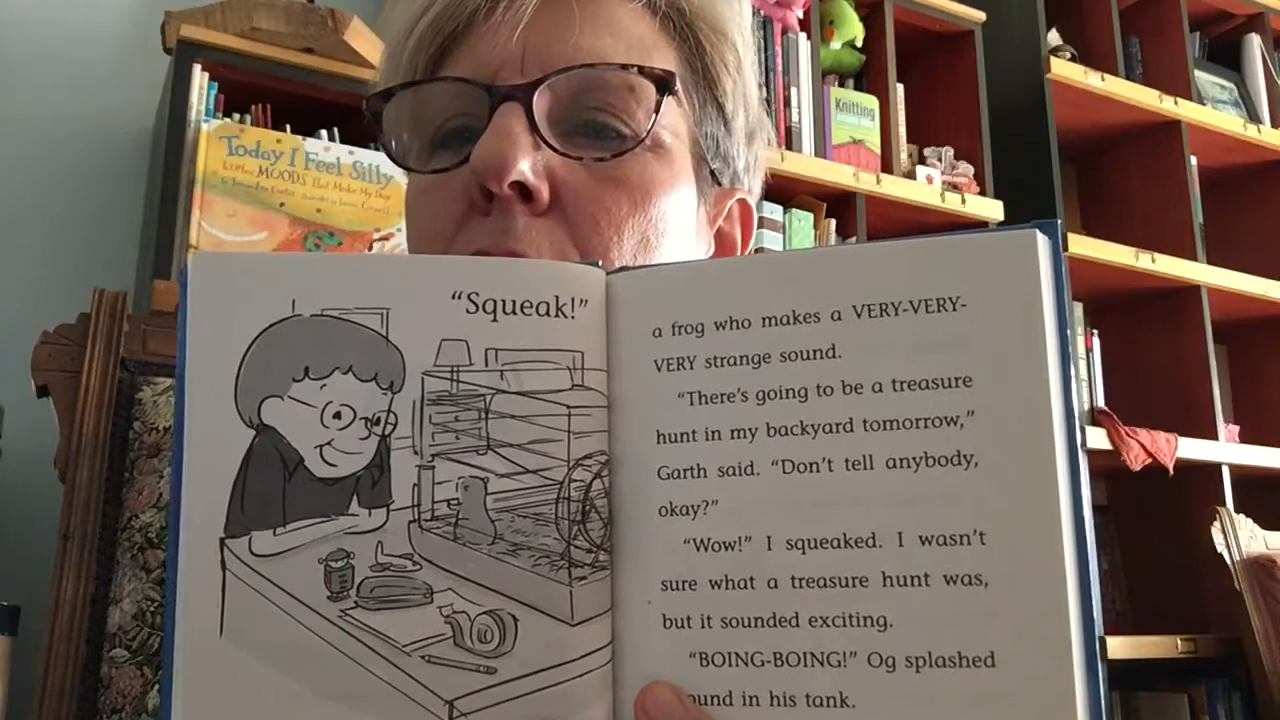 Today I Feel Silly
& Other MOODS That Make My Day
Knitting
“Squeak!”
a frog who makes a VERY-VERY-
VERY strange sound.
“There’s going to be a treasure
hunt in my backyard tomorrow,”
Garth said. “Don’t tell anybody,
okay?”
“Wow!” I squeaked. I wasn’t
sure what a treasure hunt was,
but it sounded exciting.
“BOING-BOING!” Og splashed
ound in his tank.